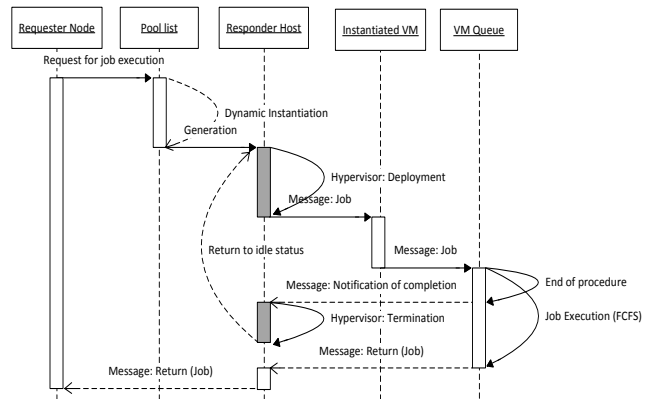 Requester Node
Pool list
Responder Host
Instantiated VM
VM Queue
Request for job execution
Dynamic Instantiation
Generation
Hypervisor: Deployment
Message: Job
Return to idle status
Message: Job
Message: Notification of completion
End of procedure
Hypervisor: Termination
Job Execution (FCFS)
Message: Return (Job)
Message: Return (Job)